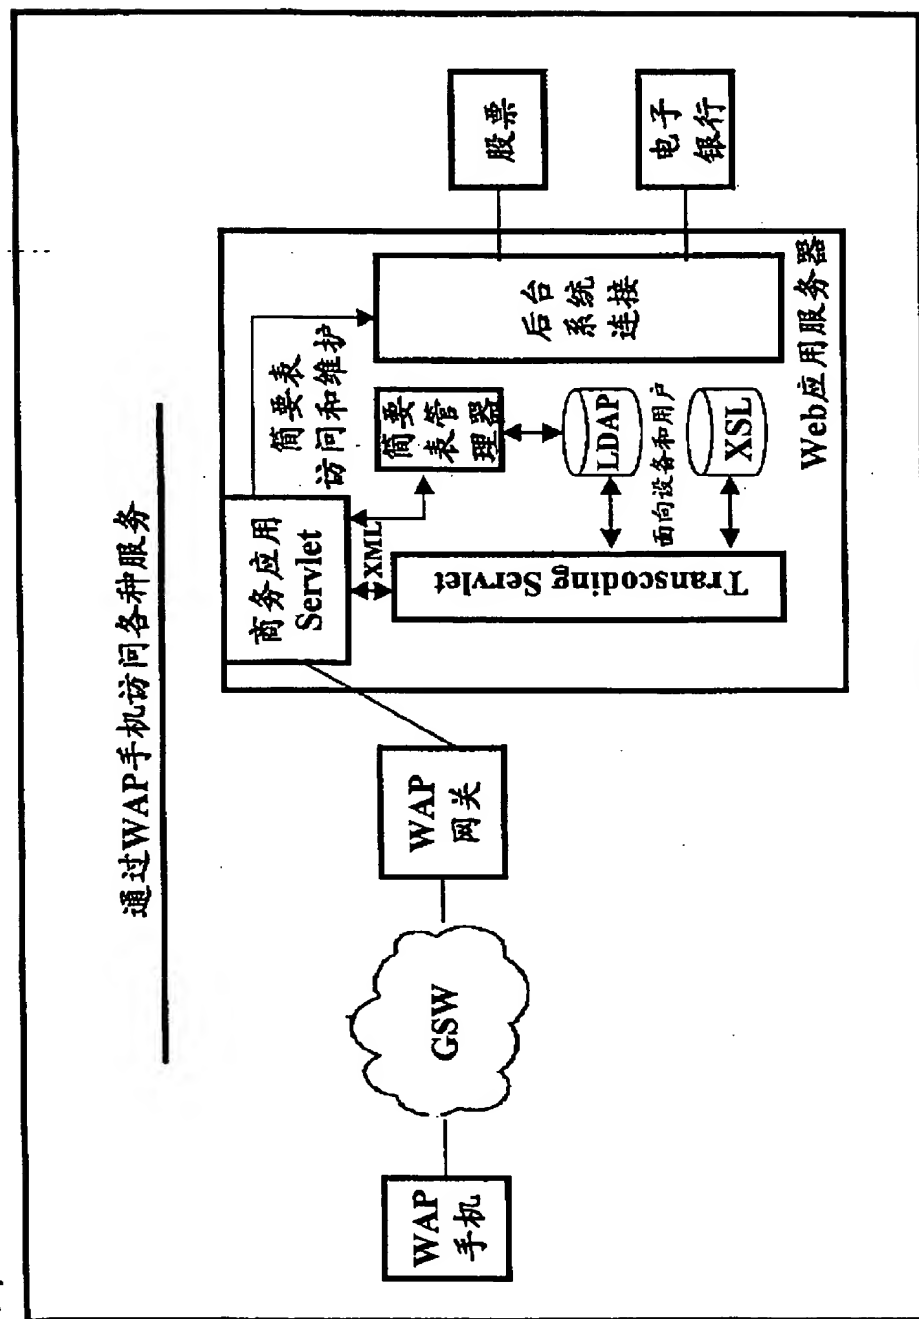 通过WAP手机访问各种服务
WAP
手机
GSW
WAP
网关
商务应用
Servlet
XML
简要表
访问和维护
简要
表管
理器
Transcoding Servlet
LDAP
面向设备和用户
XSL
后台
系统
连接
Web应用服务器
股票
电子
银行